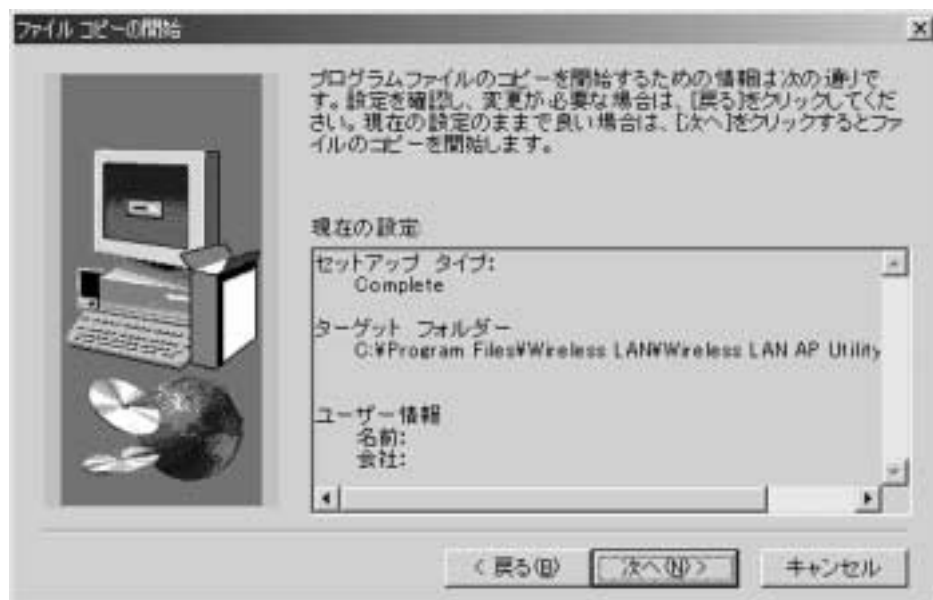 ファイル コピーの開始
プログラムファイルのコピーを開始するための情報は次の通りで
す。設定を確認し、変更が必要な場合は、[戻る]をクリックしてくだ
さい。現在の設定のままで良い場合は、[次へ]をクリックするとファ
イルのコピーを開始します。
現在の設定
セットアップ タイプ:
Complete
ターゲット フォルダー
C:¥Program Files¥Wireless LAN¥Wireless LAN AP Utility
ユーザー情報
名前:
会社:
< 戻る(B)
次へ(N) >
キャンセル